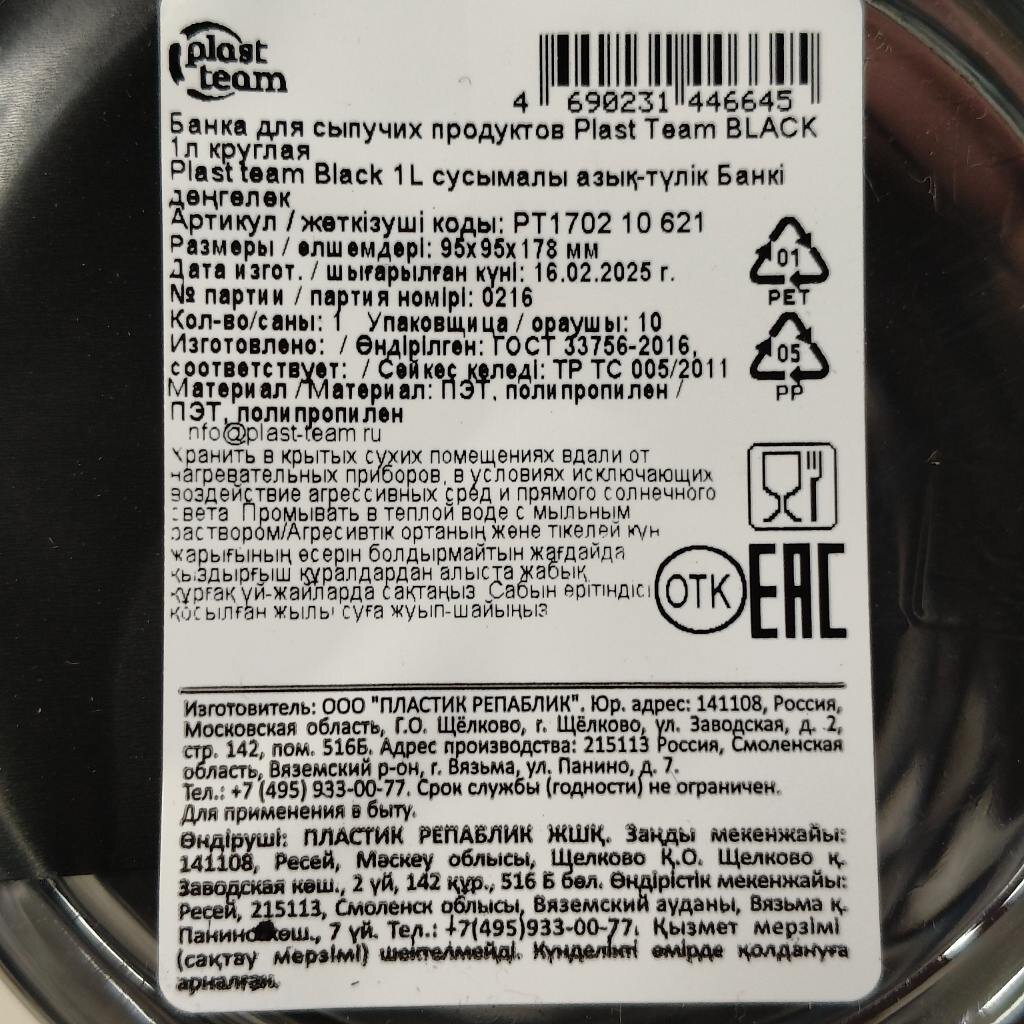 plast
team
4 690231 446645
Банка для сыпучих продуктов Plast Team BLACK
1л круглая
Plast team Black 1L сусымалы азық-түлік Банкі
дөңгелек
Артикул / жөткізуші коды: PT1702 10 621
Размеры / өлшемдері: 95x95x178 мм
Дата изгот. / шығарылған күні: 16.02.2025 г.
№ партии / партия номірі: 0216
Кол-во/саны: 1 Упаковщица / ораушы: 10
Изготовлено: / Өндірілген: ГОСТ 33756-2016,
соответствует: / Сөйкес келеді: ТР ТС 005/2011
Материал /Материал: ПЭТ, полипропилен /
ПЭТ, полипропилен
nfo@plast-team ru
Хранить в крытых сухих помещениях вдали от
нагревательных приборов, в условиях исключающих
воздействие агрессивных сред и прямого солнечного
света. Промывать в теплой воде с мыльным
раствором/Агресивтік ортаның және тікелей күн
жарығының әсерін болдырмайтын жағдайда
қыздырғыш құралдардан алыста жабық
құрғақ үй-жайларда сақтаңыз Сабын ерітіндісі
қосылған жылы суға жуып-шайыңыз
01
PET
05
PP
ОТК
EAC
Изготовитель: ООО "ПЛАСТИК РЕПАБЛИК". Юр. адрес: 141108, Россия,
Московская область, Г.О. Щёлково, г. Щёлково, ул. Заводская, д. 2,
стр. 142, пом. 516Б. Адрес производства: 215113 Россия, Смоленская
область, Вяземский р-он, г. Вязьма, ул. Панино, д. 7.
Тел.: +7 (495) 933-00-77. Срок службы (годности) не ограничен.
Для применения в быту.
Өндіруші: ПЛАСТИК РЕПАБЛИК ЖШҚ. Заңды мекенжайы:
141108, Ресей, Мәскеу облысы, Щелково Қ.О. Щелково қ.
Заводская көш., 2 үй, 142 құр., 516 Б бөл. Өндірістік мекенжайы:
Ресей, 215113, Смоленск облысы, Вяземский ауданы, Вязьма қ.
Панино көш., 7 үй. Тел.: +7(495)933-00-77. Қызмет мерзімі
(сақтау мерзімі) шектелмейді. Күнделікті өмірде қолдануға
арналған.